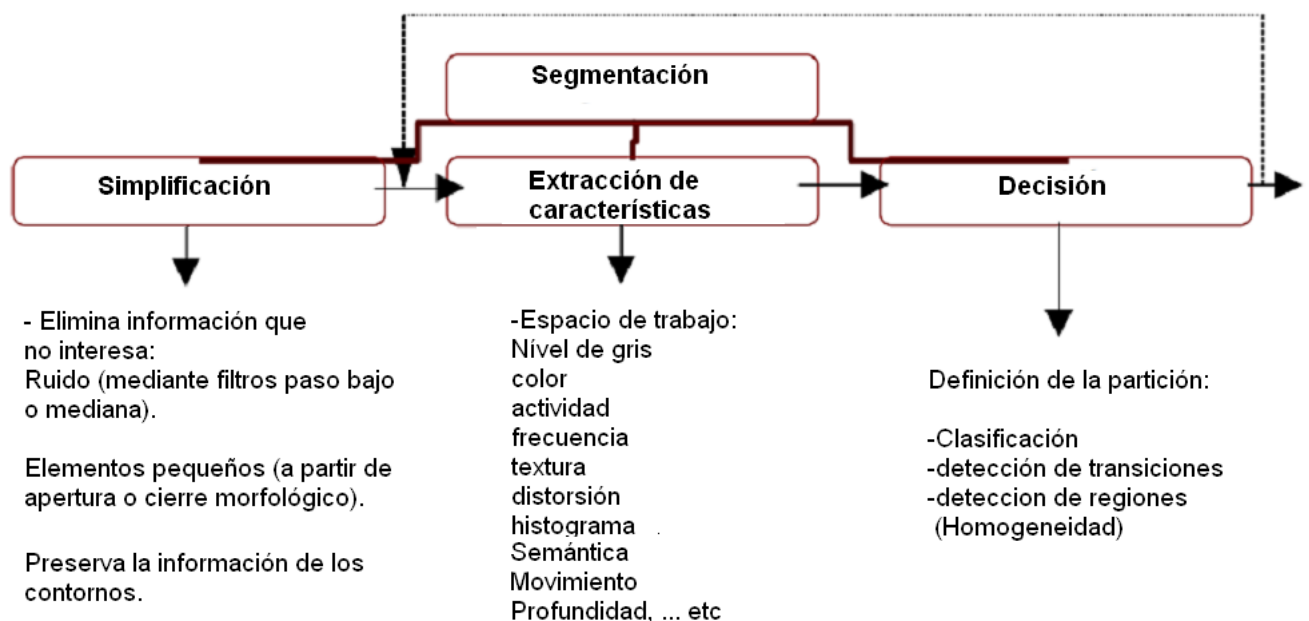 Segmentación
Simplificación
Extracción de
características
Decisión
- Elimina información que
no interesa:
Ruido (mediante filtros paso bajo
o mediana).
Elementos pequeños (a partir de
apertura o cierre morfológico).
Preserva la información de los
contornos.
-Espacio de trabajo:
Nível de gris
color
actividad
frecuencia
textura
distorsión
histograma
Semántica
Movimiento
Profundidad, ... etc
Definición de la partición:
-Clasificación
-detección de transiciones
-deteccion de regiones
(Homogeneidad)